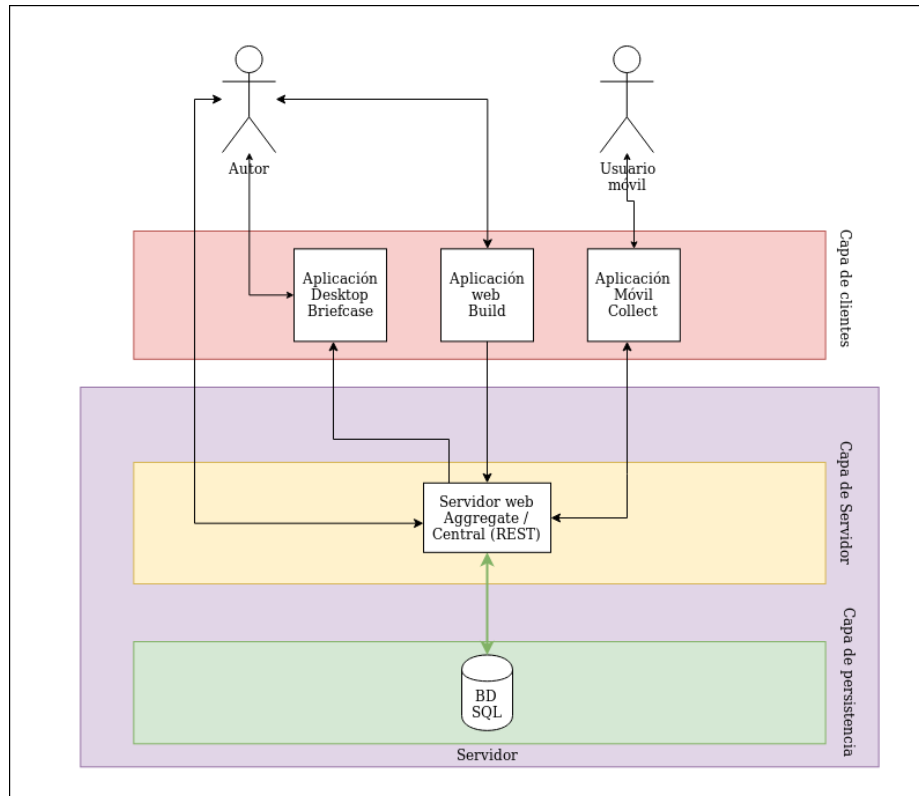 Autor
Usuario
móvil
Capa de clientes
Aplicación
Desktop
Briefcase
Aplicación
web
Build
Aplicación
Móvil
Collect
Capa de Servidor
Servidor web
Aggregate /
Central (REST)
Capa de persistencia
BD
SQL
Servidor